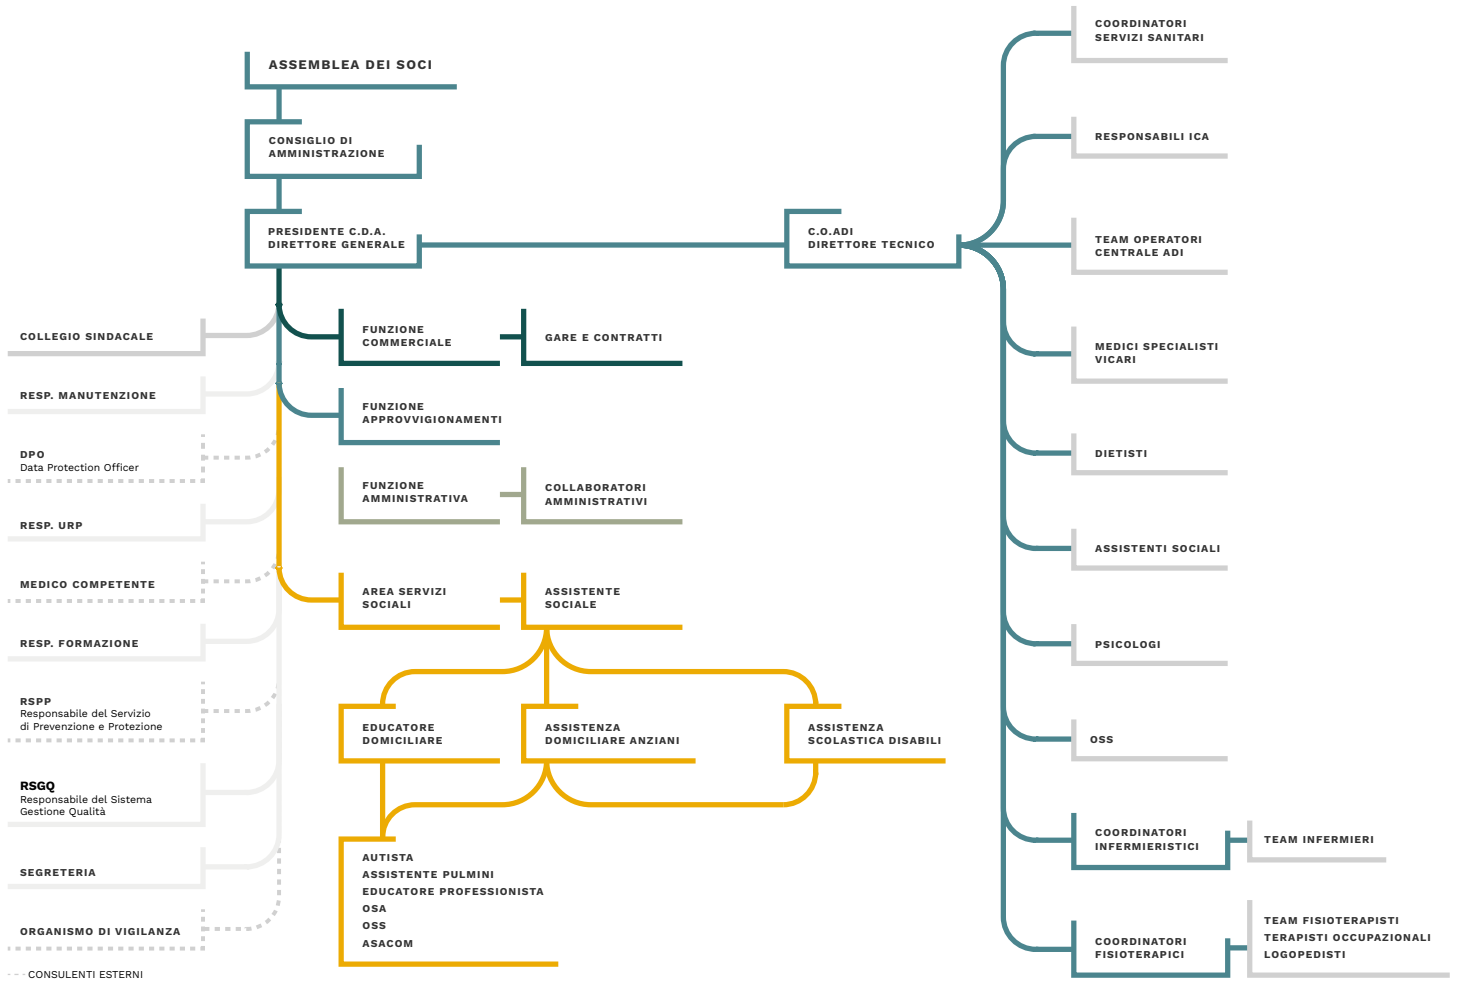 ASSEMBLEA DEI SOCI
CONSIGLIO DI
AMMINISTRAZIONE
PRESIDENTE C.D.A.
DIRETTORE GENERALE
C.O.ADI
DIRETTORE TECNICO
COLLEGIO SINDACALE
RESP. MANUTENZIONE
DPO
Data Protection Officer
RESP. URP
MEDICO COMPETENTE
RESP. FORMAZIONE
RSPP
Responsabile del Servizio
di Prevenzione e Protezione
RSGQ
Responsabile del Sistema
Gestione Qualità
SEGRETERIA
ORGANISMO DI VIGILANZA
CONSULENTI ESTERNI
FUNZIONE
COMMERCIALE
GARE E CONTRATTI
FUNZIONE
APPROVVIGIONAMENTI
FUNZIONE
AMMINISTRATIVA
COLLABORATORI
AMMINISTRATIVI
AREA SERVIZI
SOCIALI
ASSISTENTE
SOCIALE
EDUCATORE
DOMICILIARE
ASSISTENZA
DOMICILIARE ANZIANI
ASSISTENZA
SCOLASTICA DISABILI
AUTISTA
ASSISTENTE PULMINI
EDUCATORE PROFESSIONISTA
OSA
OSS
ASACOM
COORDINATORI
SERVIZI SANITARI
RESPONSABILI ICA
TEAM OPERATORI
CENTRALE ADI
MEDICI SPECIALISTI
VICARI
DIETISTI
ASSISTENTI SOCIALI
PSICOLOGI
OSS
COORDINATORI
INFERMIERISTICI
TEAM INFERMIERI
COORDINATORI
FISIOTERAPICI
TEAM FISIOTERAPISTI
TERAPISTI OCCUPAZIONALI
LOGOPEDISTI